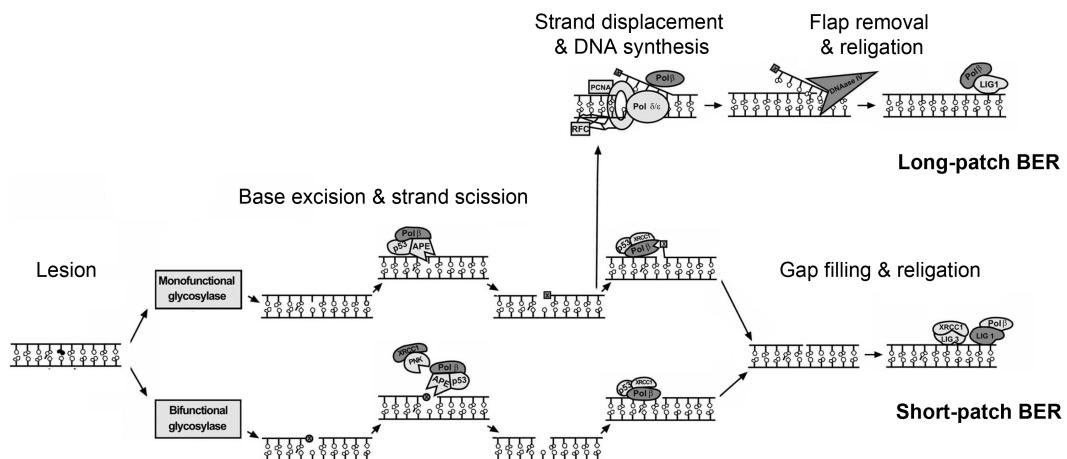 Strand displacement
& DNA synthesis
Flap removal
& religation
Pol β
PCNA
Pol δ/ε
RFC
DNAase IV
Pol β
LIG1
Long-patch BER
Base excision & strand scission
Pol β
p53
APE
p53
XRCC1
Pol β
Lesion
Monofunctional
glycosylase
Gap filling & religation
XRCC1
LIG 3
Pol β
LIG 1
XRCC1
PNK
Pol β
APE
p53
p53
XRCC1
Pol β
Bifunctional
glycosylase
Short-patch BER